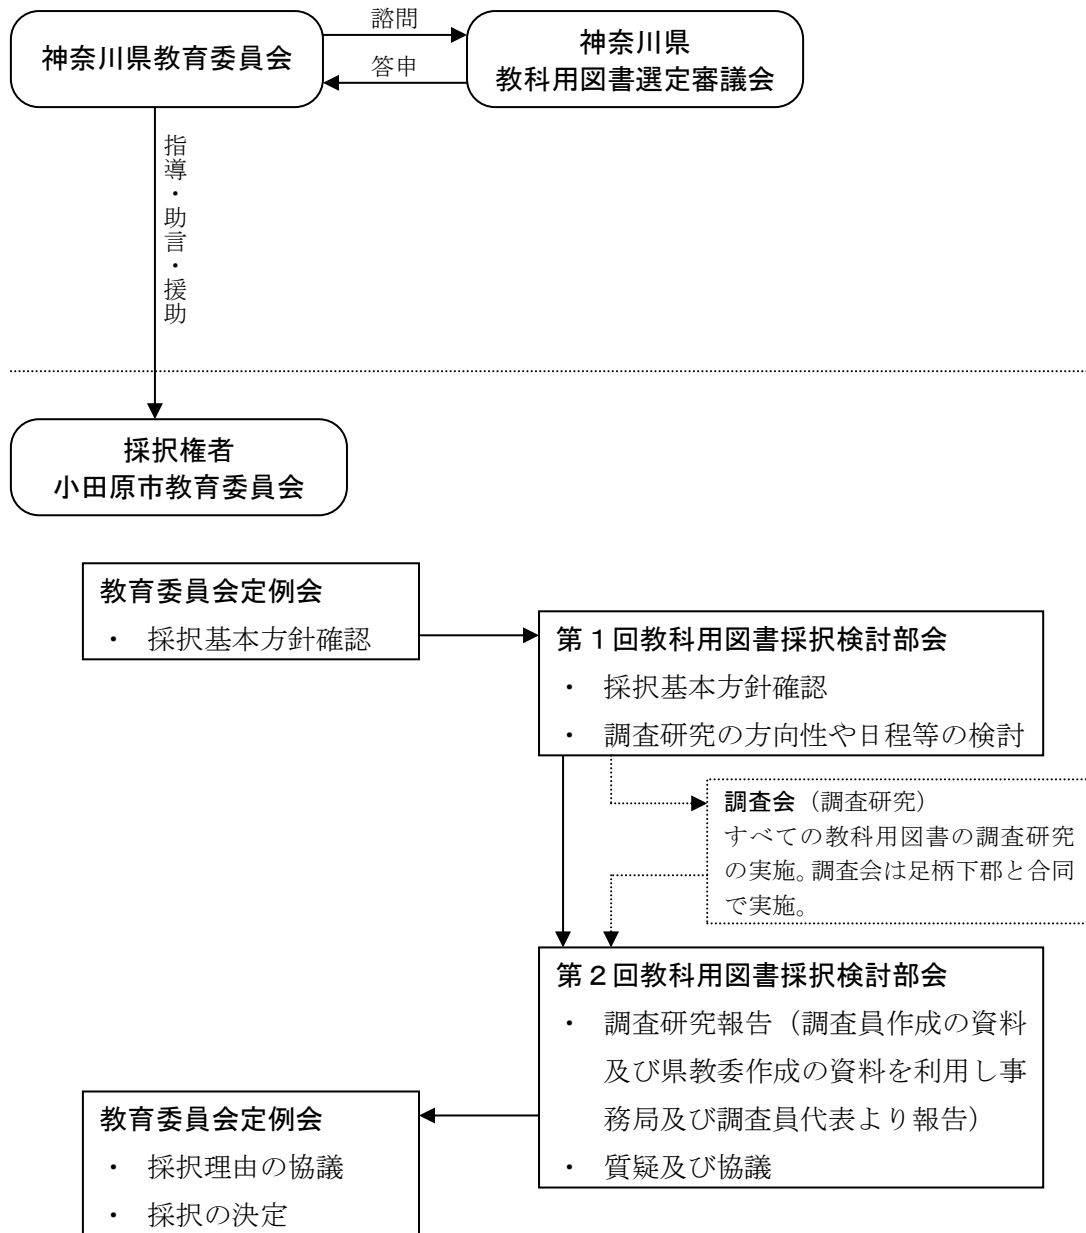 諮問
神奈川県教育委員会
神奈川県
教科用図書選定審議会
答申
指導・助言・援助
採択権者
小田原市教育委員会
教育委員会定例会
・ 採択基本方針確認
第1回教科用図書採択検討部会
・ 採択基本方針確認
・ 調査研究の方向性や日程等の検討
調査会（調査研究）
すべての教科用図書の調査研究
の実施。調査会は足柄下郡と合同
で実施。
第2回教科用図書採択検討部会
・ 調査研究報告（調査員作成の資料
及び県教委作成の資料を利用し事
務局及び調査員代表より報告）
・ 質疑及び協議
教育委員会定例会
・ 採択理由の協議
・ 採択の決定